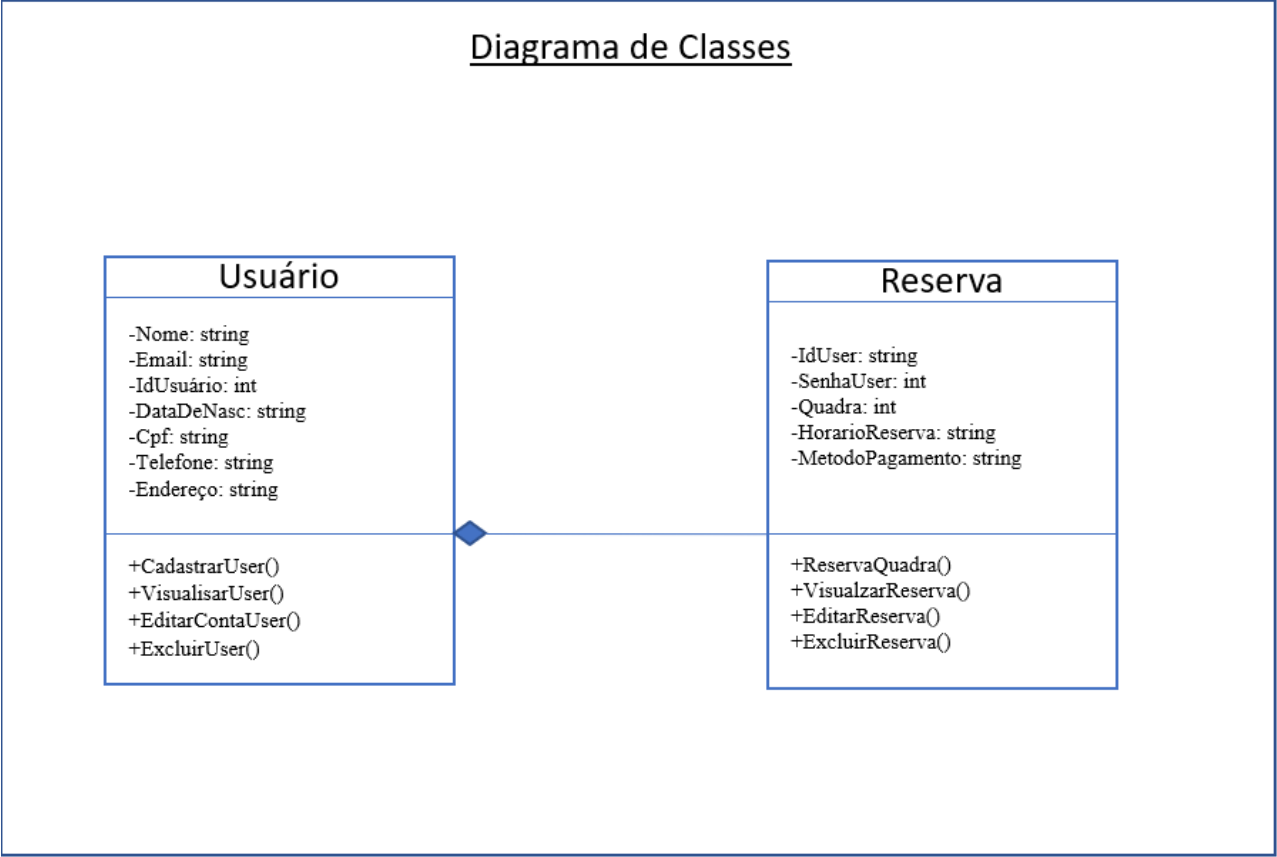 Diagrama de Classes
Usuário
-Nome: string
-Email: string
-IdUsuário: int
-DataDeNasc: string
-Cpf: string
-Telefone: string
-Endereço: string
+CadastrarUser()
+VisualisarUser()
+EditarContaUser()
+ExcluirUser()
Reserva
-IdUser: string
-SenhaUser: int
-Quadra: int
-HorarioReserva: string
-MetodoPagamento: string
+ReservaQuadra()
+VisualzarReserva()
+EditarReserva()
+ExcluirReserva()